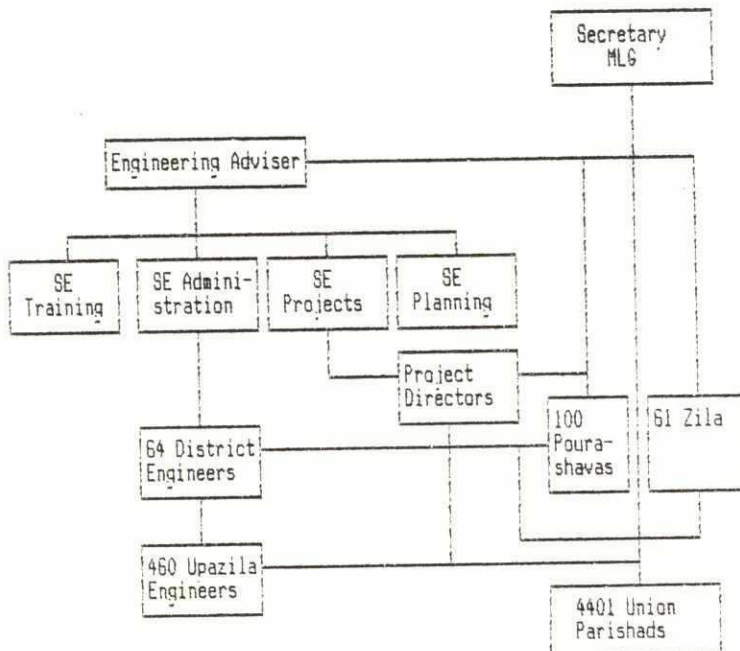 Secretary
MLG
Engineering Adviser
SE
Training
SE Admini-
stration
SE
Projects
SE
Planning
Project
Directors
100
Poura-
shavas
61 Zila
64 District
Engineers
460 Upazila
Engineers
4401 Union
Parishads